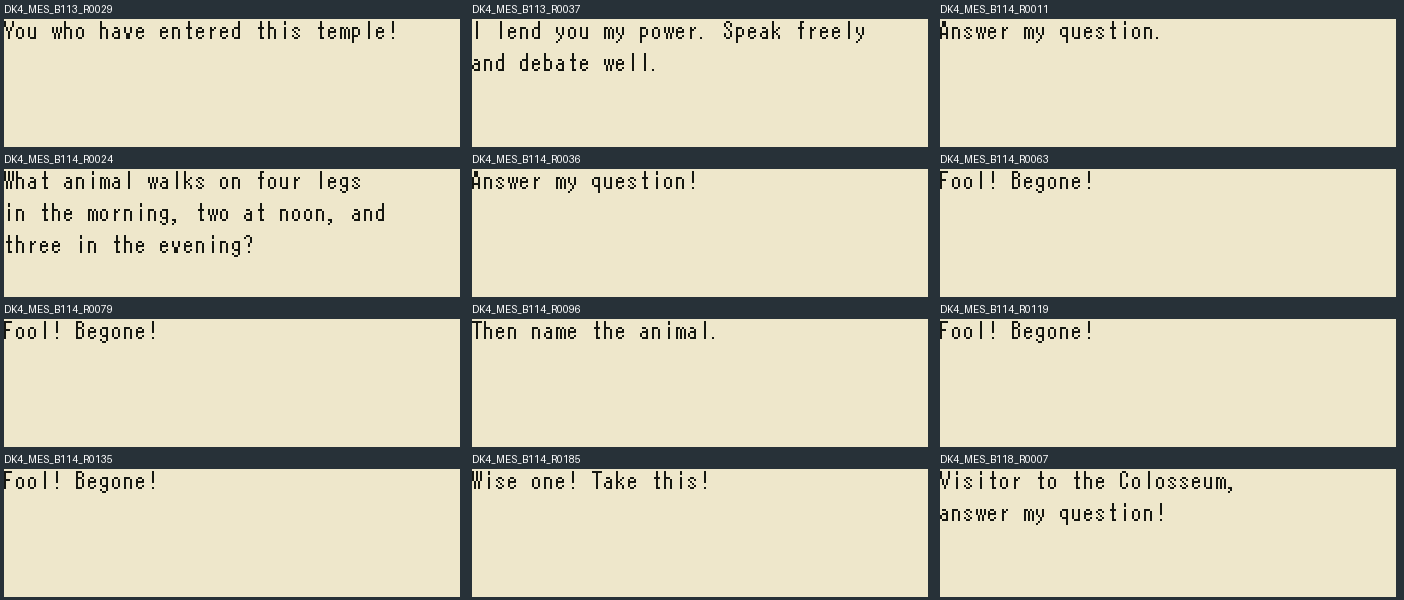 DK4_MES_B113_R0029
You who have entered this temple!
DK4_MES_B113_R0037
I lend you my power. Speak freely
and debate well.
DK4_MES_B114_R0011
Answer my question.
DK4_MES_B114_R0024
What animal walks on four legs
in the morning, two at noon, and
three in the evening?
DK4_MES_B114_R0036
Answer my question!
DK4_MES_B114_R0063
Fool! Begone!
DK4_MES_B114_R0079
Fool! Begone!
DK4_MES_B114_R0096
Then name the animal.
DK4_MES_B114_R0119
Fool! Begone!
DK4_MES_B114_R0135
Fool! Begone!
DK4_MES_B114_R0185
Wise one! Take this!
DK4_MES_B118_R0007
Visitor to the Colosseum,
answer my question!